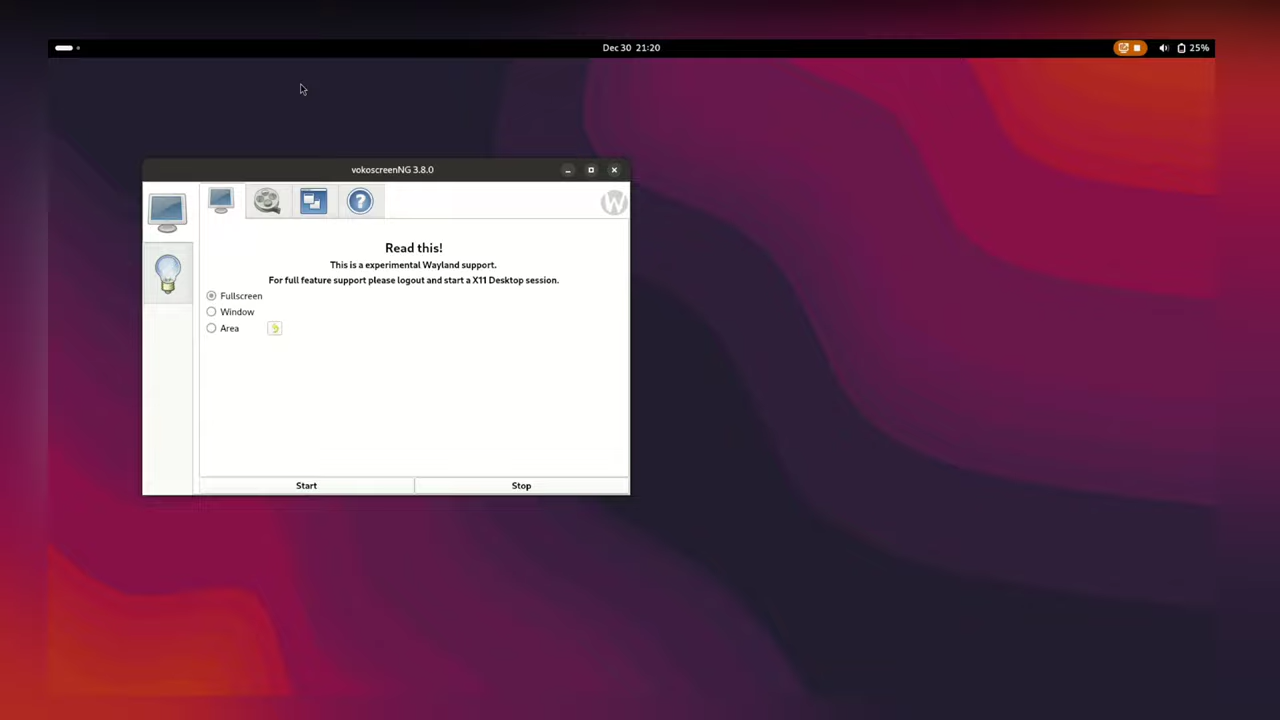 Dec 30 21:20
25%
vokoscreenNG 3.8.0
Read this!
This is a experimental Wayland support.
For full feature support please logout and start a X11 Desktop session.
Fullscreen
Window
Area
Start
Stop